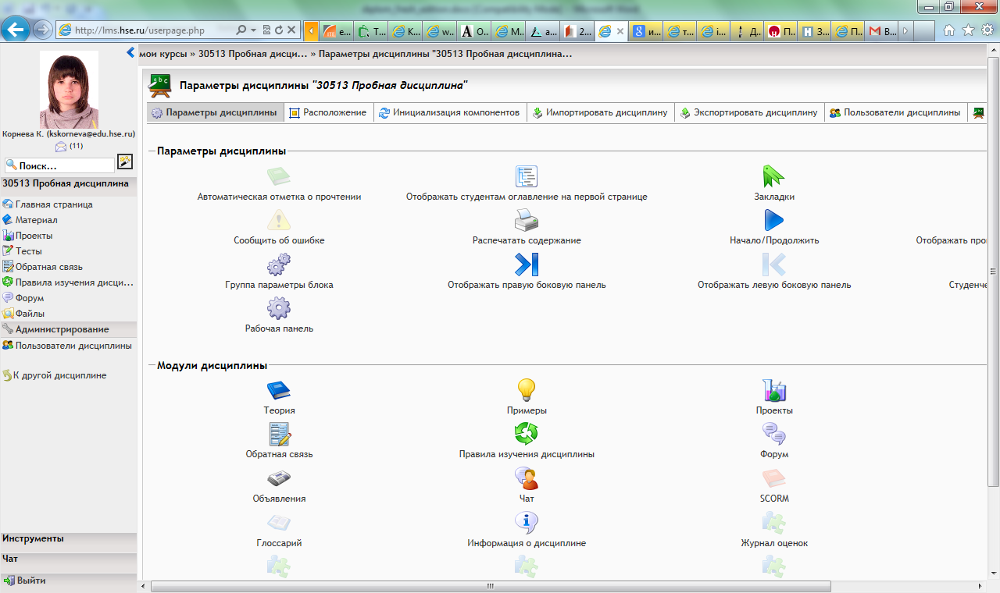 http://lms.hse.ru/userpage.php
е...
Т...
К...
w...
О...
М...
а...
2...
и...
т...
i...
Д..
П...
З...
П...
В...
мои курсы » 30513 Пробная дисци... » Параметры дисциплины "30513 Пробная дисциплина...
Корнева К. (kskorneva@edu.hse.ru)
(11)
Поиск...
30513 Пробная дисциплина
Главная страница
Материал
Проекты
Тесты
Обратная связь
Правила изучения дисци...
Форум
Файлы
Администрирование
Пользователи дисциплины
К другой дисциплине
Инструменты
Чат
Выйти
Параметры дисциплины "30513 Пробная дисциплина"
Параметры дисциплины
Расположение
Инициализация компонентов
Импортировать дисциплину
Экспортировать дисциплину
Пользователи дисциплины
Параметры дисциплины
Автоматическая отметка о прочтении
Отображать студентам оглавление на первой странице
Закладки
Сообщить об ошибке
Распечатать содержание
Начало/Продолжить
Отображать про
Группа параметры блока
Отображать правую боковую панель
Отображать левую боковую панель
Студенче
Рабочая панель
Модули дисциплины
Теория
Примеры
Проекты
Обратная связь
Правила изучения дисциплины
Форум
Объявления
Чат
SCORM
Глоссарий
Информация о дисциплине
Журнал оценок